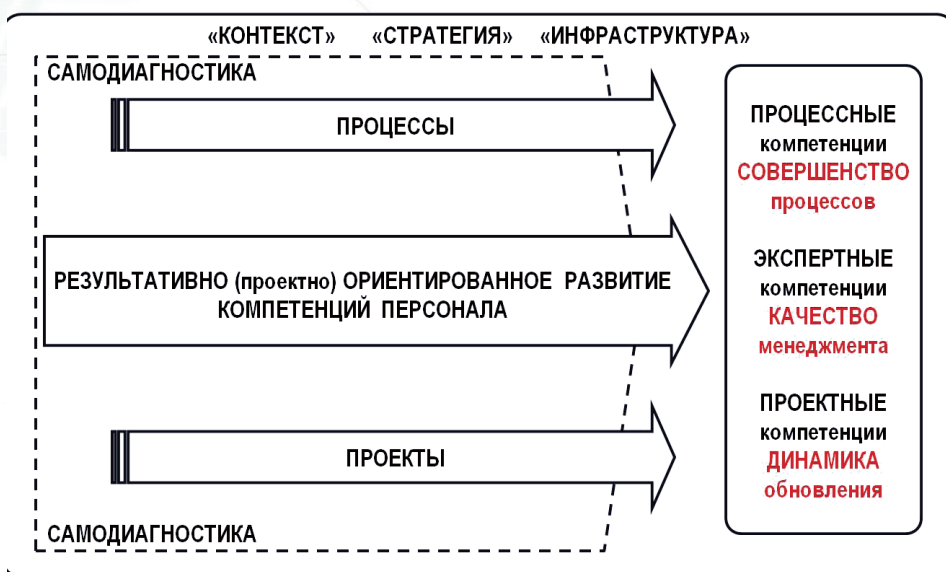 «КОНТЕКСТ» «СТРАТЕГИЯ» «ИНФРАСТРУКТУРА»
САМОДИАГНОСТИКА
ПРОЦЕССЫ
РЕЗУЛЬТАТИВНО (проектно) ОРИЕНТИРОВАННОЕ РАЗВИТИЕ
КОМПЕТЕНЦИЙ ПЕРСОНАЛА
ПРОЕКТЫ
САМОДИАГНОСТИКА
ПРОЦЕССНЫЕ
компетенции
СОВЕРШЕНСТВО
процессов
ЭКСПЕРТНЫЕ
компетенции
КАЧЕСТВО
менеджмента
ПРОЕКТНЫЕ
компетенции
ДИНАМИКА
обновления